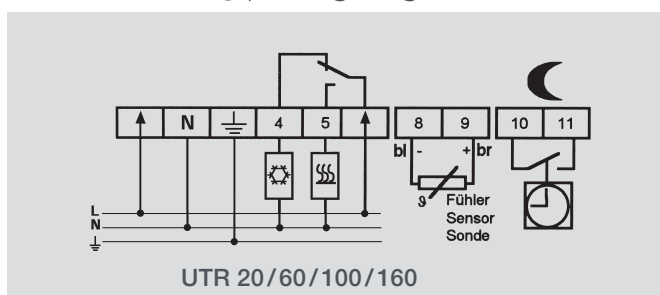 N 4 5 8 9 10 11
bl - + br
ϑ Fühler
Sensor
Sonde
L
N
UTR 20/60/100/160